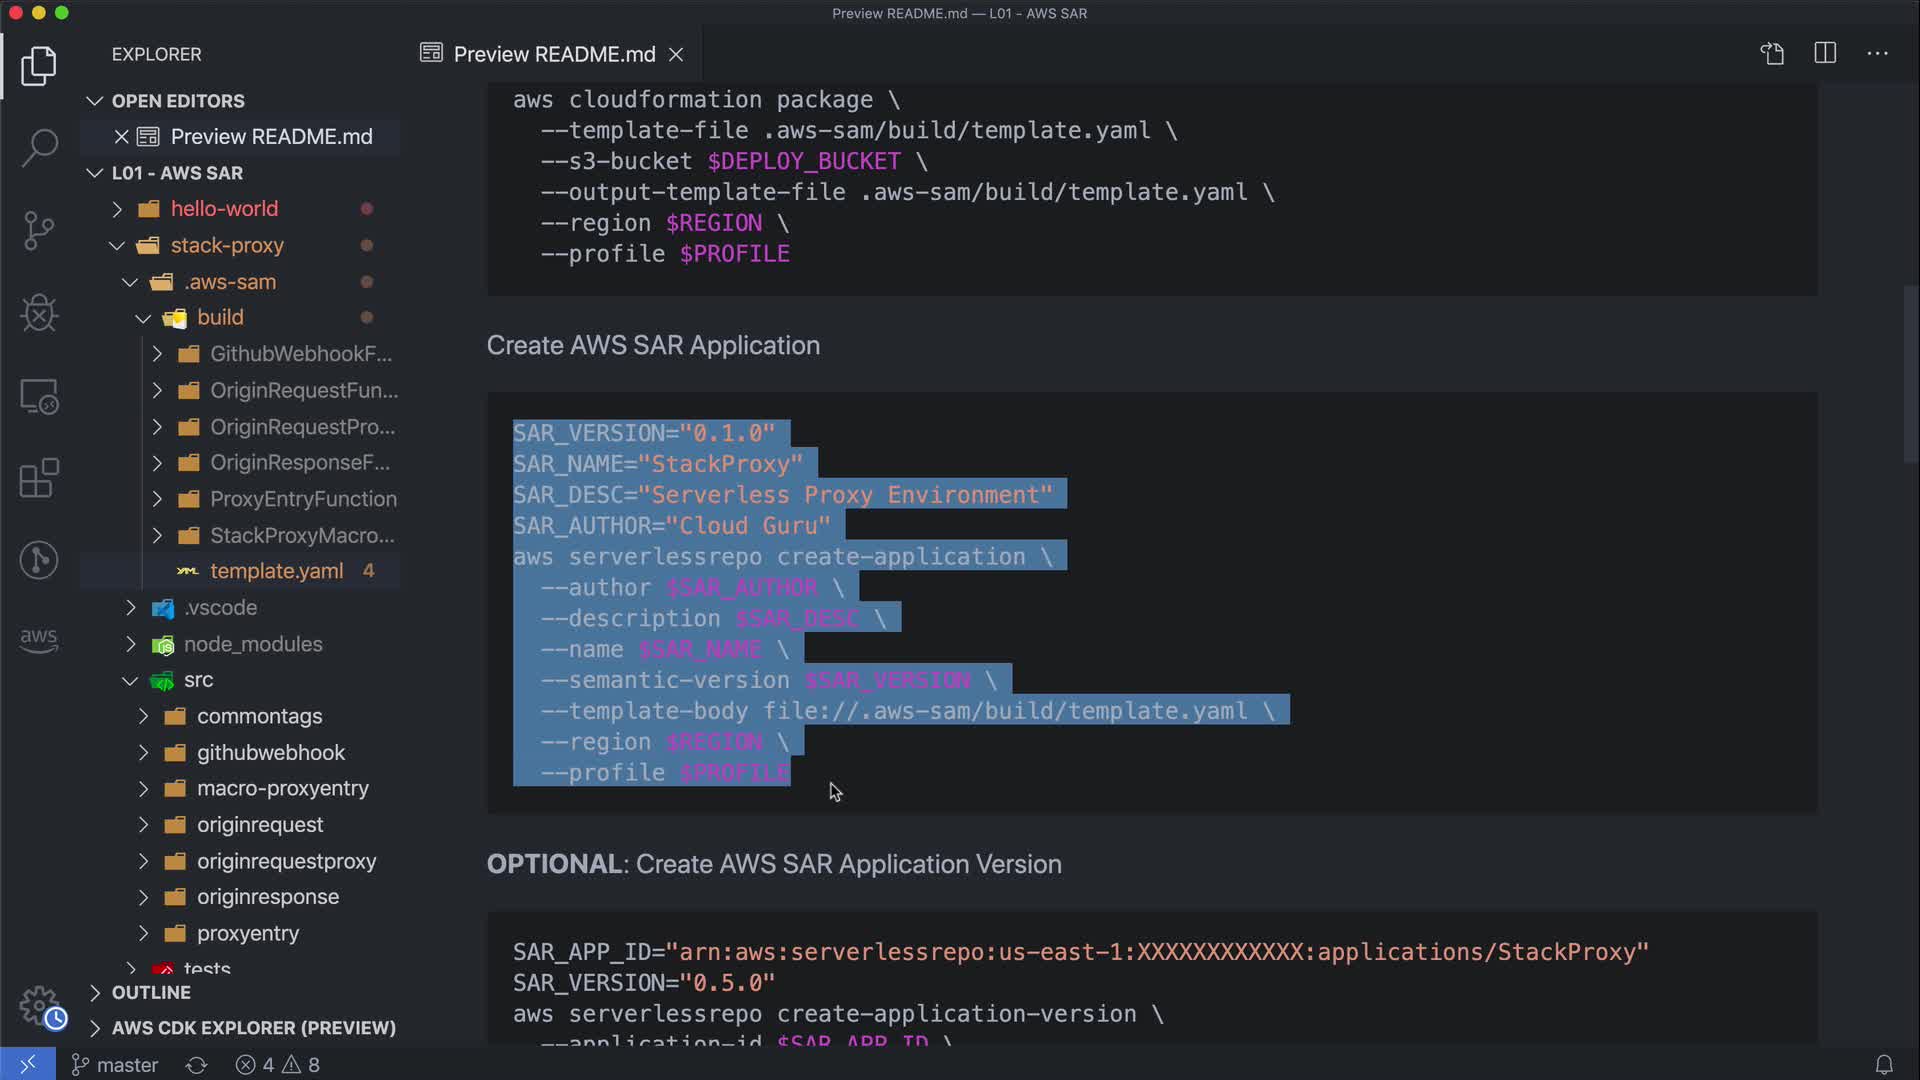 Preview README.md — L01 - AWS SAR
EXPLORER
Preview README.md
OPEN EDITORS
Preview README.md
L01 - AWS SAR
hello-world
stack-proxy
.aws-sam
build
GithubWebhookF...
OriginRequestFun...
OriginRequestPro...
OriginResponseF...
ProxyEntryFunction
StackProxyMacro...
template.yaml 4
.vscode
node_modules
src
commontags
githubwebhook
macro-proxyentry
originrequest
originrequestproxy
originresponse
proxyentry
tests
OUTLINE
AWS CDK EXPLORER (PREVIEW)
aws
aws cloudformation package \
--template-file .aws-sam/build/template.yaml \
--s3-bucket $DEPLOY_BUCKET \
--output-template-file .aws-sam/build/template.yaml \
--region $REGION \
--profile $PROFILE
Create AWS SAR Application
SAR_VERSION="0.1.0"
SAR_NAME="StackProxy"
SAR_DESC="Serverless Proxy Environment"
SAR_AUTHOR="Cloud Guru"
aws serverlessrepo create-application \
--author $SAR_AUTHOR \
--description $SAR_DESC \
--name $SAR_NAME \
--semantic-version $SAR_VERSION \
--template-body file://.aws-sam/build/template.yaml \
--region $REGION \
--profile $PROFILE
OPTIONAL: Create AWS SAR Application Version
SAR_APP_ID="arn:aws:serverlessrepo:us-east-1:XXXXXXXXXXXX:applications/StackProxy"
SAR_VERSION="0.5.0"
aws serverlessrepo create-application-version \
--application-id $SAR_APP_ID \
master
4
8